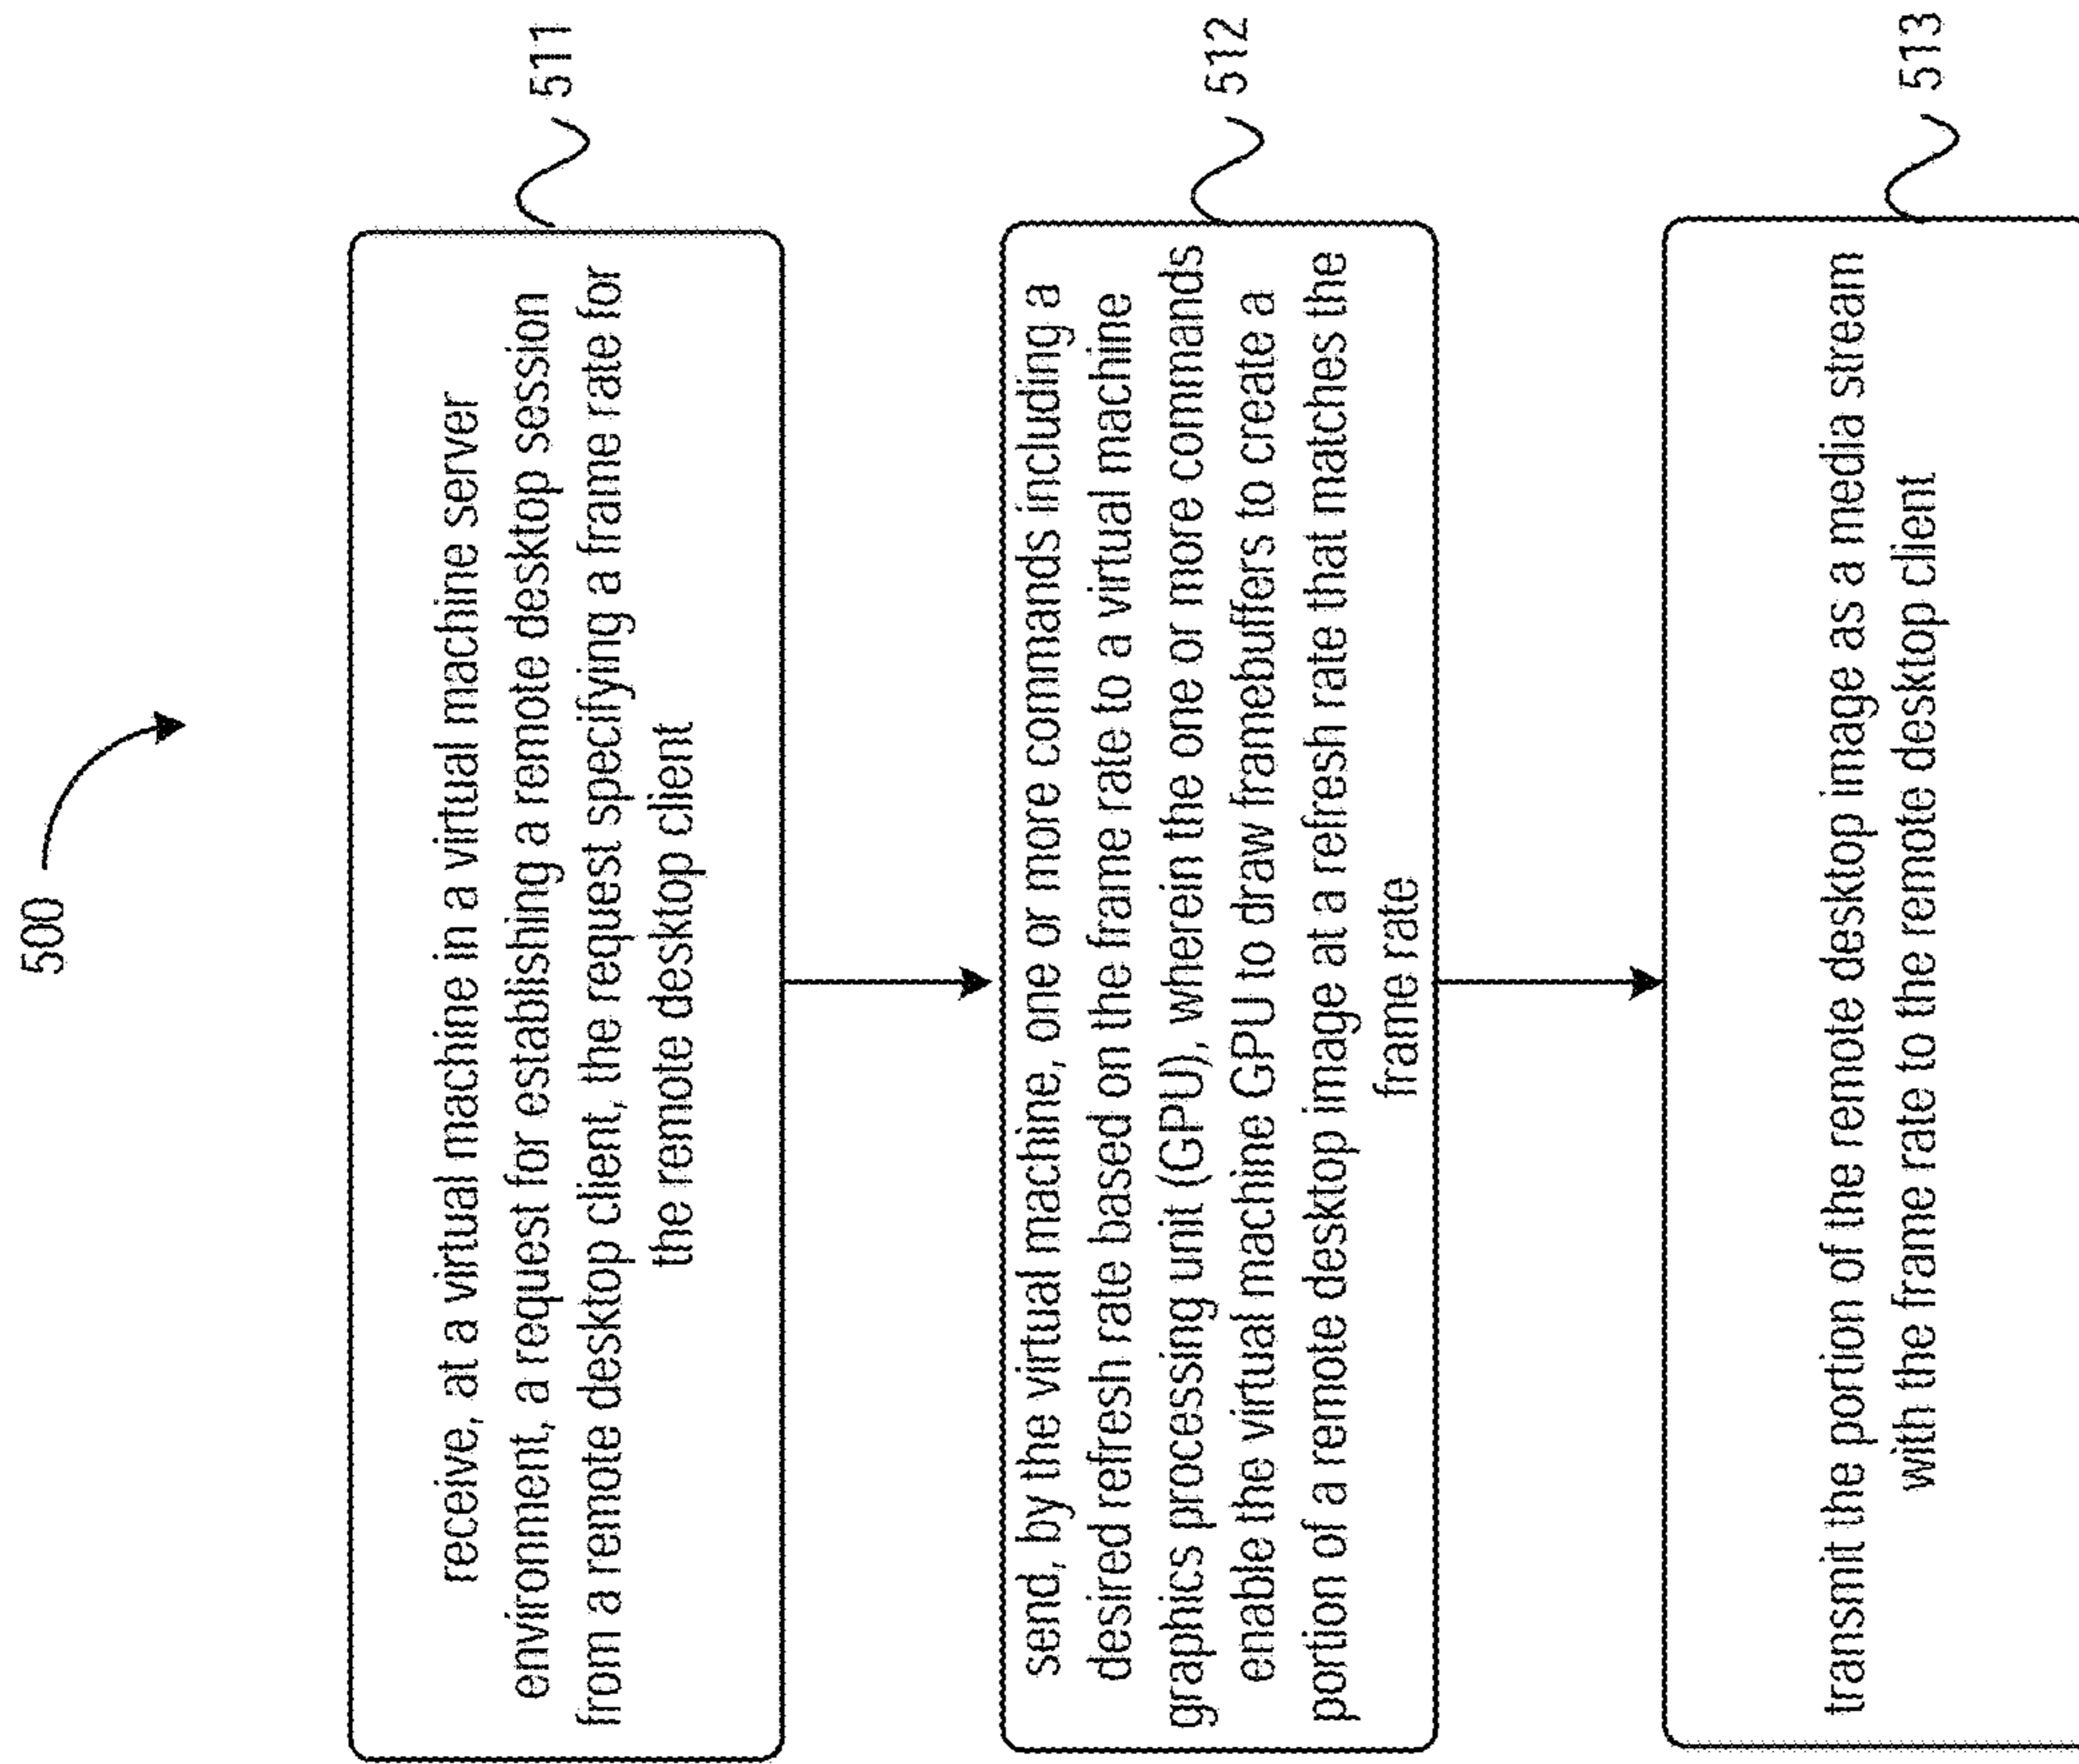 500
receive, at a virtual machine in a virtual machine server
environment, a request for establishing a remote desktop session
from a remote desktop client, the request specifying a frame rate for
the remote desktop client
511
send, by the virtual machine, one or more commands including a
desired refresh rate based on the frame rate to a virtual machine
graphics processing unit (GPU), wherein the one or more commands
enable the virtual machine GPU to draw framebuffers to create a
portion of a remote desktop image at a refresh rate that matches the
frame rate
512
transmit the portion of the remote desktop image as a media stream
with the frame rate to the remote desktop client
513